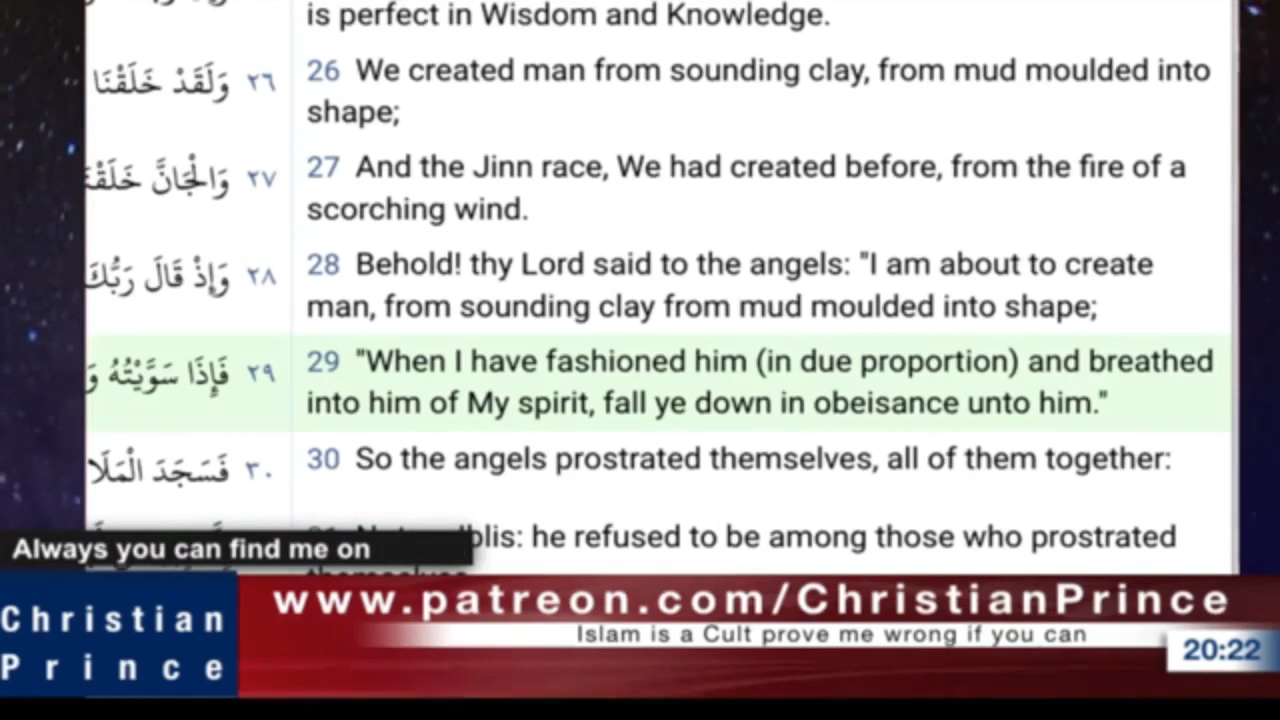 is perfect in Wisdom and Knowledge.
26 We created man from sounding clay, from mud moulded into
shape;
وَلَقَدْ خَلَقْنَا ٢٦
27 And the Jinn race, We had created before, from the fire of a
scorching wind.
وَالْجَانَّ ٢٧
28 Behold! thy Lord said to the angels: "I am about to create
man, from sounding clay from mud moulded into shape;
وَإِذْ قَالَ رَبُّكَ ٢٨
29 "When I have fashioned him (in due proportion) and breathed
into him of My spirit, fall ye down in obeisance unto him."
فَإِذَا سَوَّيْتُهُ ٢٩
30 So the angels prostrated themselves, all of them together:
فَسَجَدَ ٣٠
he refused to be among those who prostrated
Always you can find me on
Christian
Prince
www.patreon.com/ChristianPrince
Islam is a Cult prove me wrong if you can
20:22